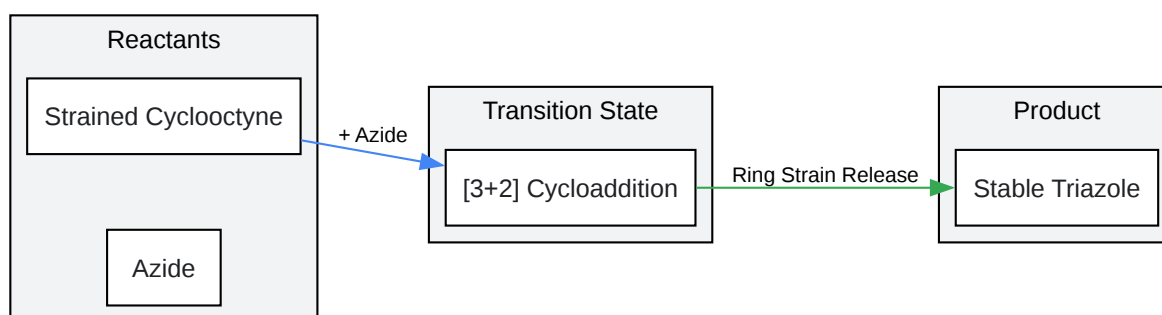 Reactants
Strained Cyclooctyne
Azide
+ Azide
Transition State
[3+2] Cycloaddition
Ring Strain Release
Product
Stable Triazole